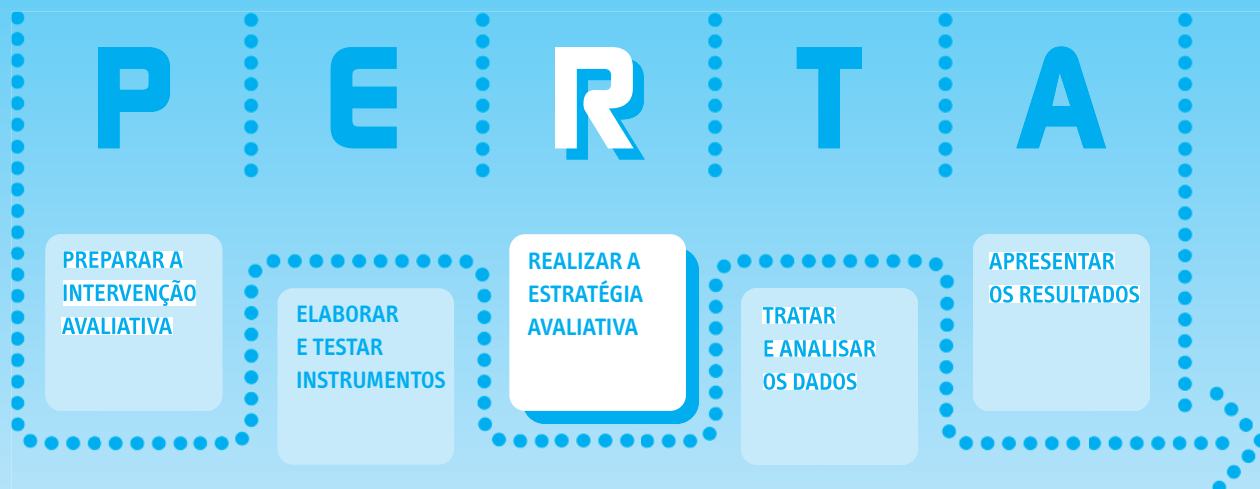 P E R T A
PREPARAR A
INTERVENÇÃO
AVALIATIVA
ELABORAR
E TESTAR
INSTRUMENTOS
REALIZAR A
ESTRATÉGIA
AVALIATIVA
TRATAR
E ANALISAR
OS DADOS
APRESENTAR
OS RESULTADOS